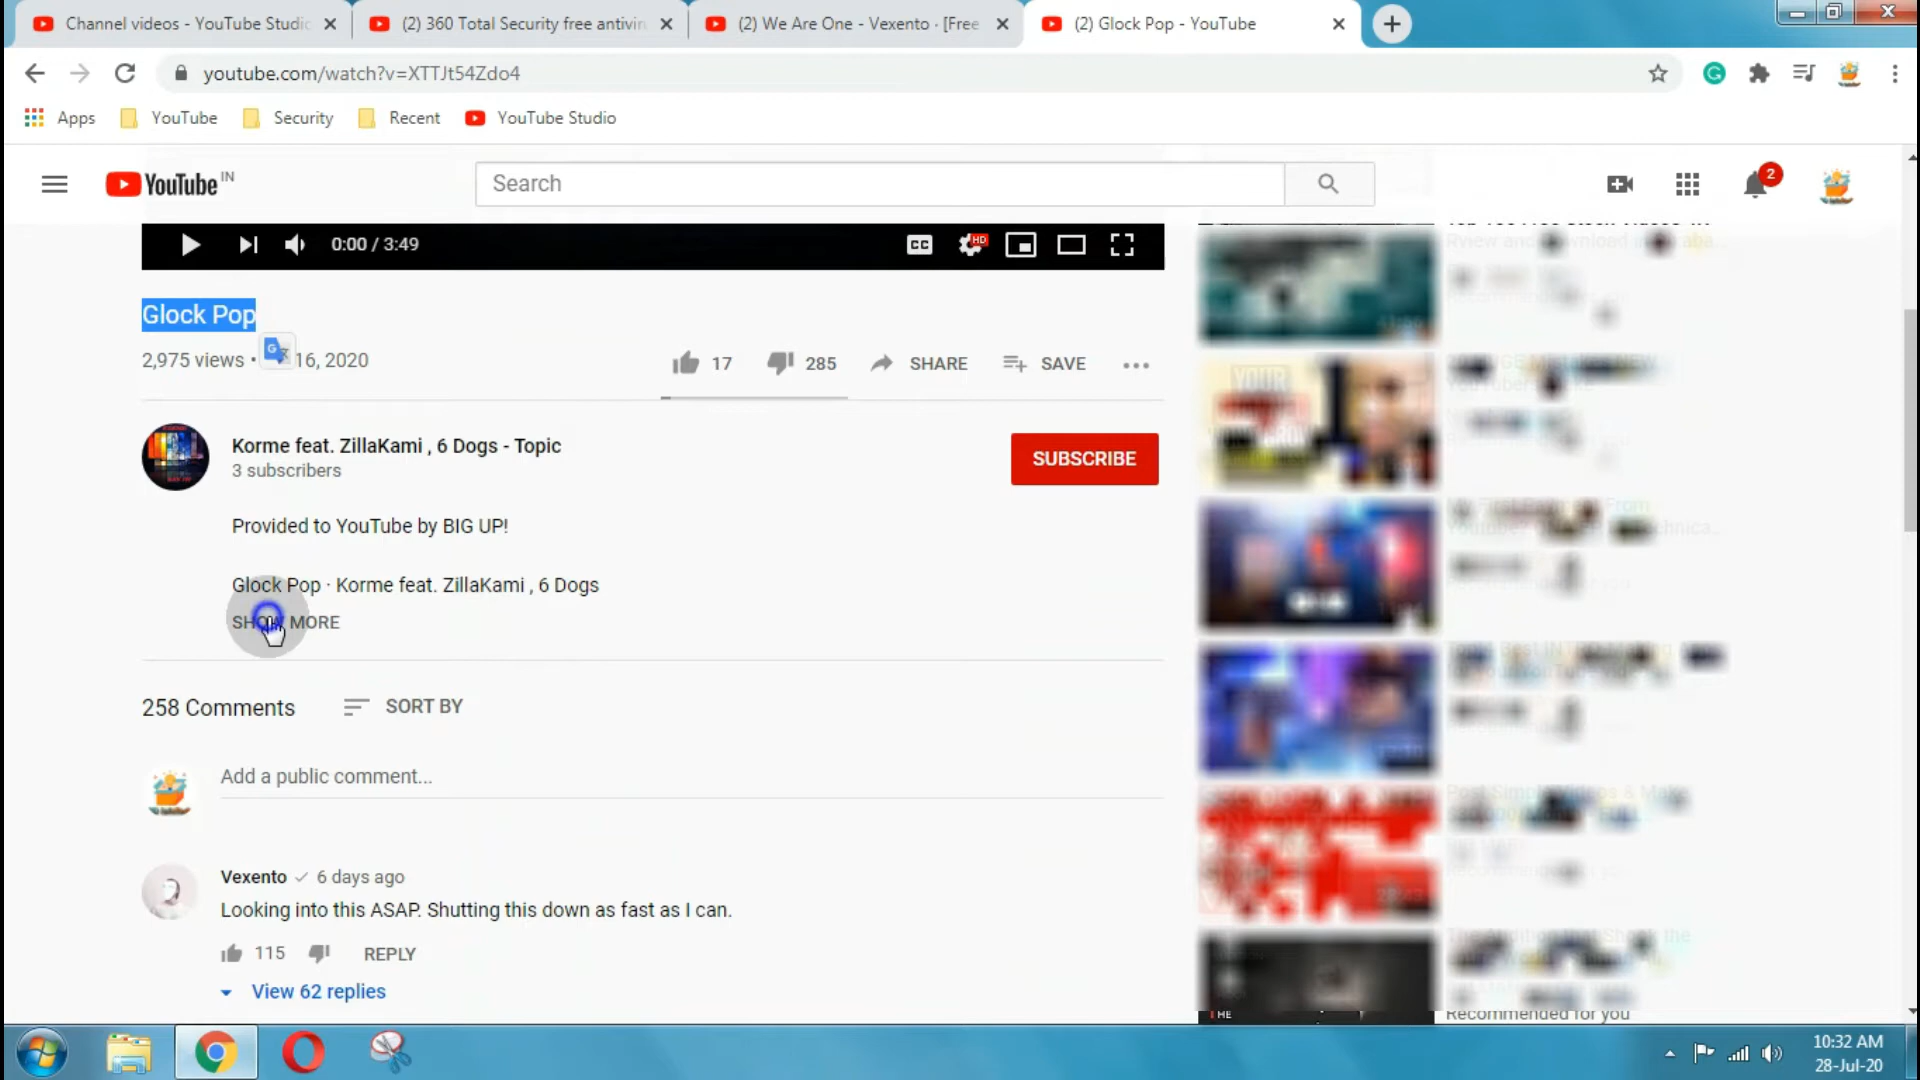 Channel videos - YouTube Studio
(2) 360 Total Security free antivir
(2) We Are One - Vexento - [Free
(2) Glock Pop - YouTube
youtube.com/watch?v=XTTJt54Zdo4
Apps
YouTube
Security
Recent
YouTube Studio
YouTube IN
Search
2
0:00 / 3:49
CC
HD
Glock Pop
2,975 views • 16, 2020
17
285
SHARE
SAVE
Korme feat. ZillaKami , 6 Dogs - Topic
3 subscribers
SUBSCRIBE
Provided to YouTube by BIG UP!
Glock Pop · Korme feat. ZillaKami , 6 Dogs
SHOW MORE
258 Comments
SORT BY
Add a public comment...
Vexento 6 days ago
Looking into this ASAP. Shutting this down as fast as I can.
115
REPLY
View 62 replies
Recommended for you
10:32 AM
28-Jul-20